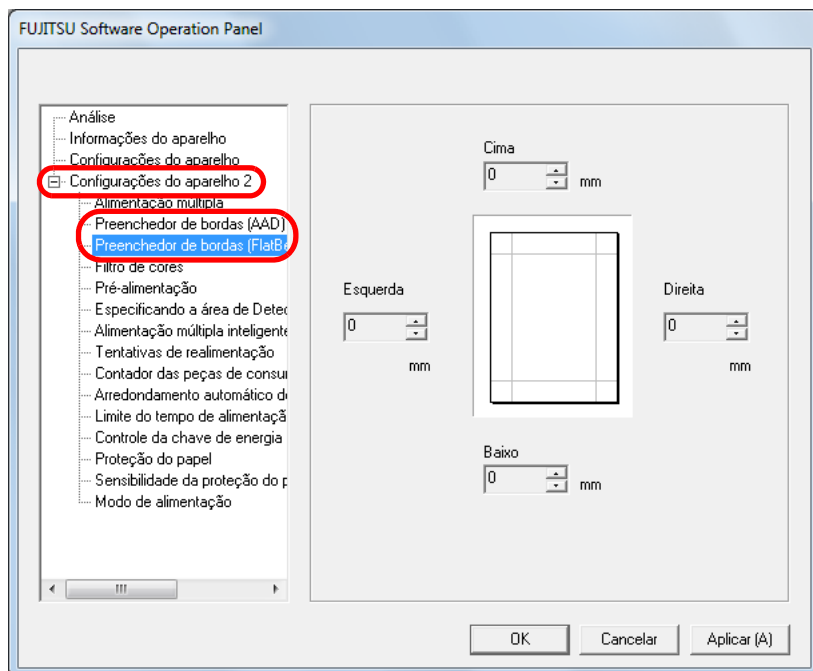 FUJITSU Software Operation Panel
Análise
Informações do aparelho
Configurações do aparelho
Configurações do aparelho 2
Alimentação múltipla
Preenchedor de bordas (AAD)
Preenchedor de bordas (FlatBe
Filtro de cores
Pré-alimentação
Especificando a área de Detec
Alimentação múltipla inteligente
Tentativas de realimentação
Contador das peças de consu
Arredondamento automático d
Limite do tempo de alimentaçã
Controle da chave de energia
Proteção do papel
Sensibilidade da proteção do p
Modo de alimentação
Cima
0 mm
Esquerda
0
mm
Direita
0
mm
Baixo
0 mm
OK
Cancelar
Aplicar (A)